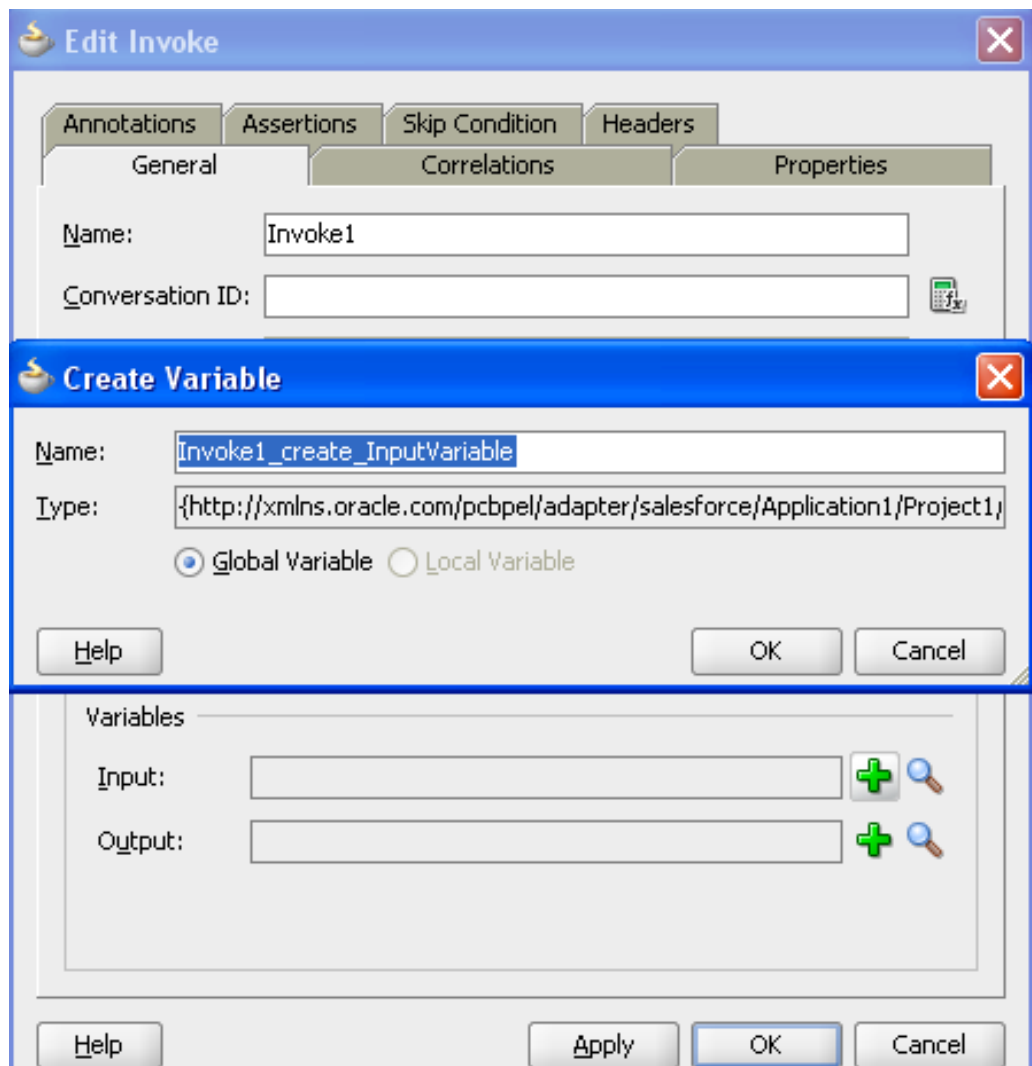 Edit Invoke
Annotations Assertions Skip Condition Headers
General Correlations Properties
Name: Invoke1
Conversation ID:
Create Variable
Name: Invoke1_create_InputVariable
Type: {http://xmlns.oracle.com/pcbpel/adapter/salesforce/Application1/Project1/
Global Variable Local Variable
Help OK Cancel
Variables
Input:
Output:
Help Apply OK Cancel